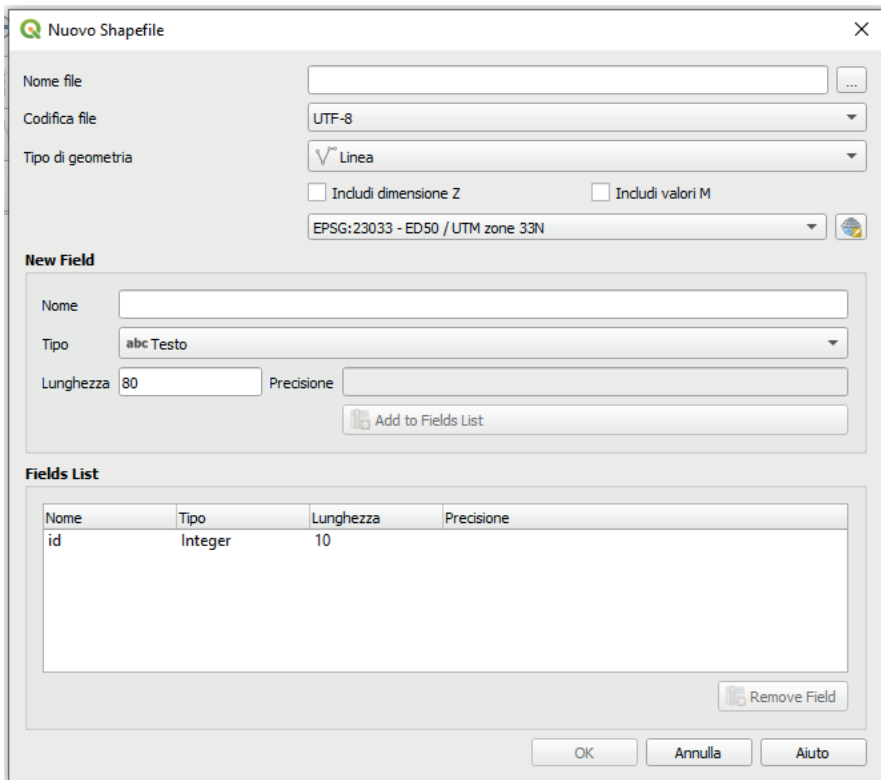 Nuovo Shapefile
Nome file
...
Codifica file UTF-8
Tipo di geometria Linea
Includi dimensione Z Includi valori M
EPSG:23033 - ED50 / UTM zone 33N
New Field
Nome
Tipo abc Testo
Lunghezza 80 Precisione
Add to Fields List
Fields List
Nome Tipo Lunghezza Precisione
id Integer 10
Remove Field
OK Annulla Aiuto